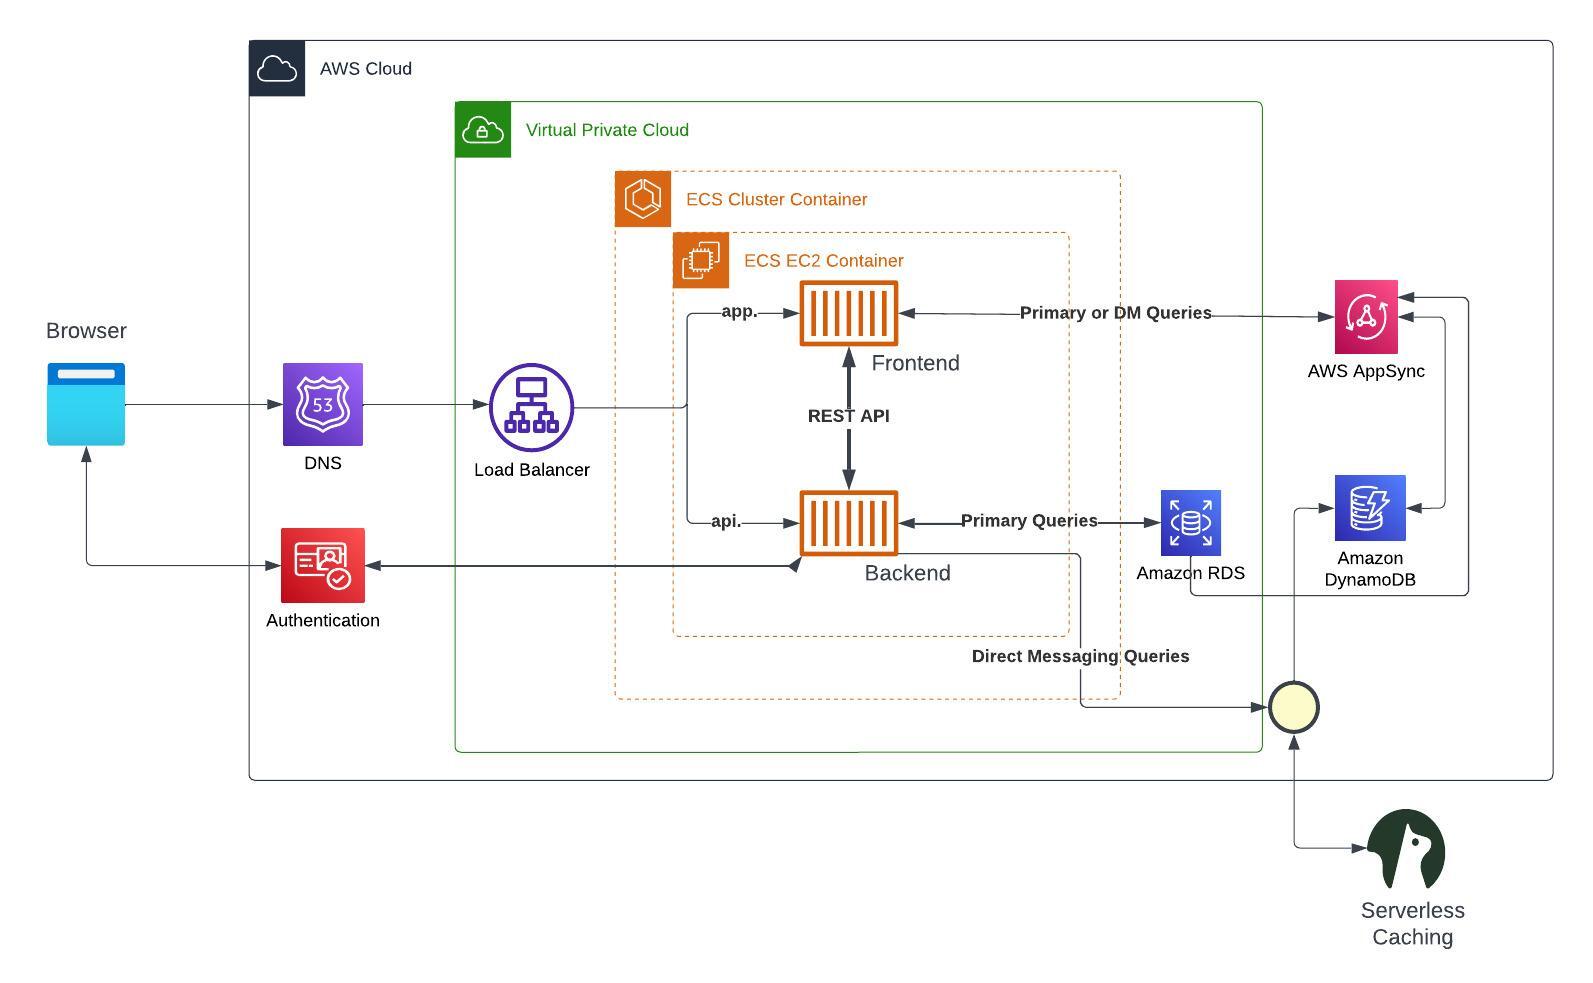 AWS Cloud
Virtual Private Cloud
ECS Cluster Container
ECS EC2 Container
app.
Primary or DM Queries
Browser
Frontend
AWS AppSync
53
REST API
DNS
Load Balancer
api.
Primary Queries
Amazon
DynamoDB
Backend
Amazon RDS
Authentication
Direct Messaging Queries
Serverless
Caching